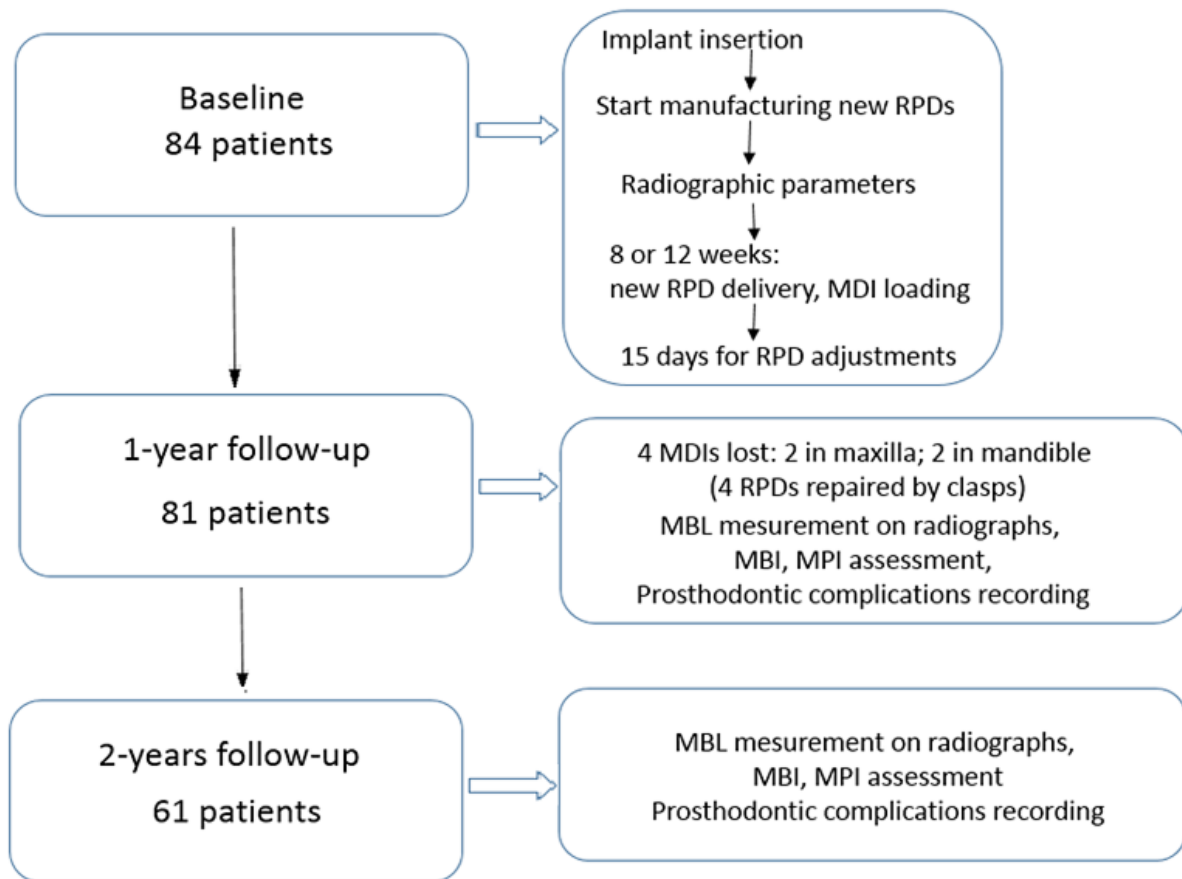 Baseline
84 patients
Implant insertion
Start manufacturing new RPDs
Radiographic parameters
8 or 12 weeks:
new RPD delivery, MDI loading
15 days for RPD adjustments
1-year follow-up
81 patients
4 MDIs lost: 2 in maxilla; 2 in mandible
(4 RPDs repaired by clasps)
MBL mesurement on radiographs,
MBI, MPI assessment,
Prosthodontic complications recording
2-years follow-up
61 patients
MBL mesurement on radiographs,
MBI, MPI assessment
Prosthodontic complications recording